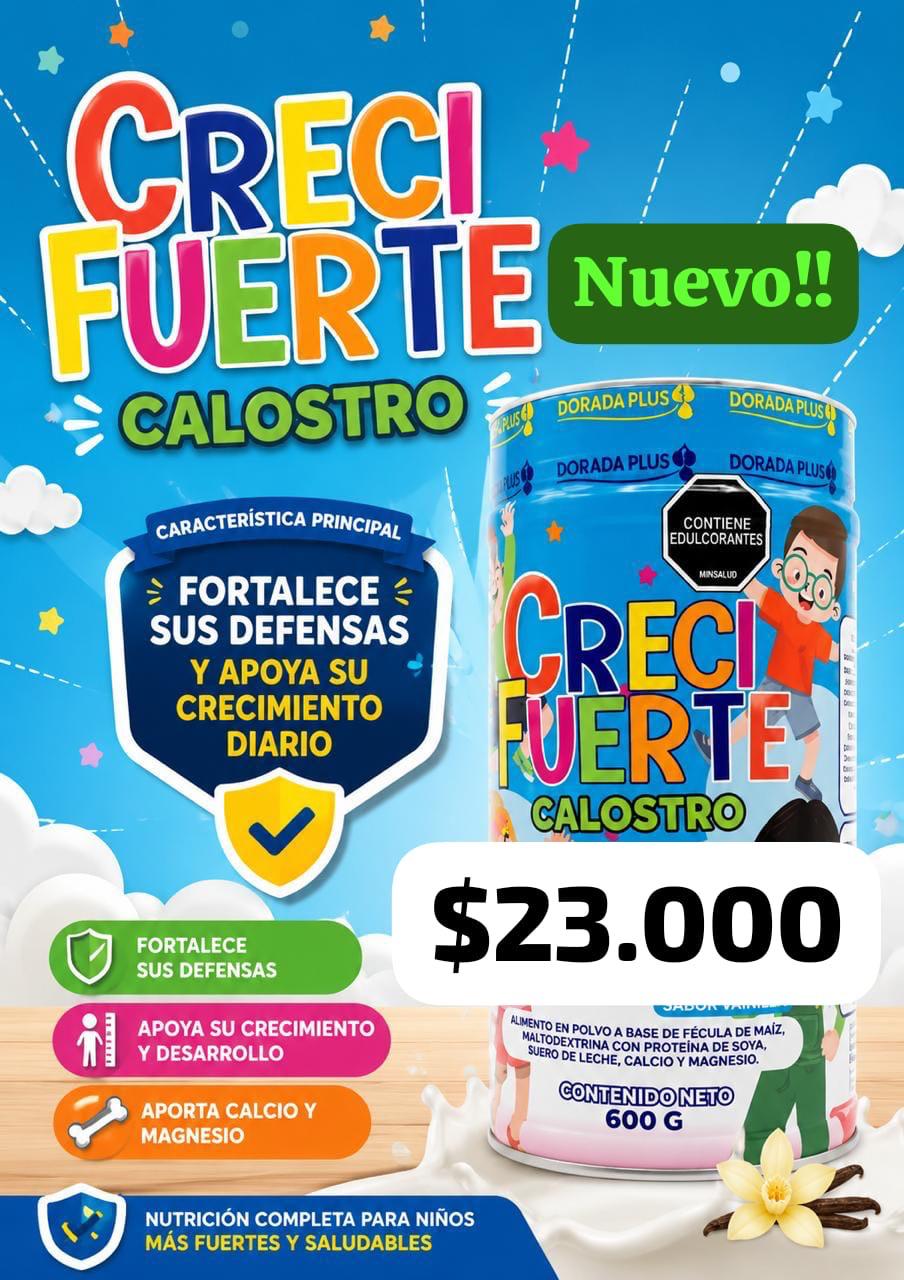 CRECI
FUERTE
CALOSTRO
Nuevo!!
CARACTERÍSTICA PRINCIPAL
FORTALECE
SUS DEFENSAS
Y APOYA SU
CRECIMIENTO
DIARIO
FORTALECE
SUS DEFENSAS
APOYA SU CRECIMIENTO
Y DESARROLLO
APORTA CALCIO Y
MAGNESIO
NUTRICIÓN COMPLETA PARA NIÑOS
MÁS FUERTES Y SALUDABLES
PLUS DORADA PLUS DORADA PLUS
PLUS DORADA PLUS DORADA PLUS
CONTIENE
EDULCORANTES
MINSALUD
CRECI
FUERTE
CALOSTRO
$23.000
ALIMENTO EN POLVO A BASE DE FÉCULA DE MAÍZ,
MALTODEXTRINA CON PROTEÍNA DE SOYA,
SUERO DE LECHE, CALCIO Y MAGNESIO.
CONTENIDO NETO
600 G